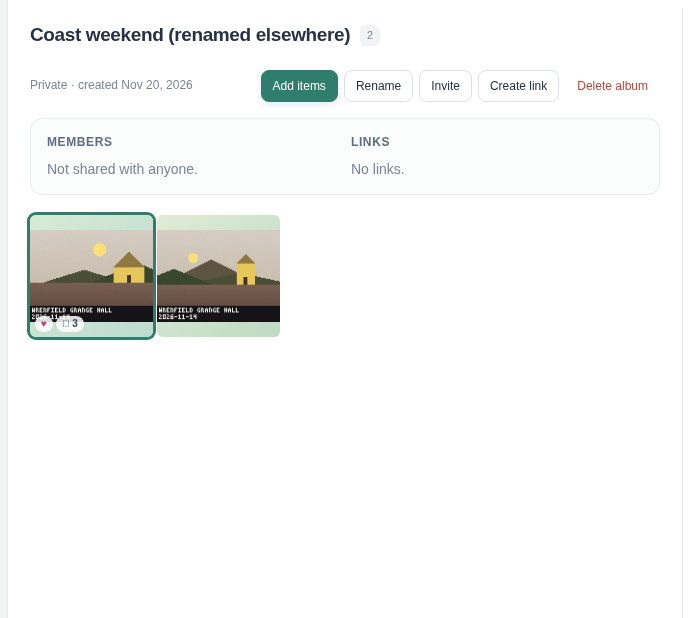 Coast weekend (renamed elsewhere) 2
Private · created Nov 20, 2026
Add items
Rename
Invite
Create link
Delete album
MEMBERS
Not shared with anyone.
LINKS
No links.
WRENFIELD GRANGE HALL
3
WRENFIELD GRANGE HALL
2026-11-14